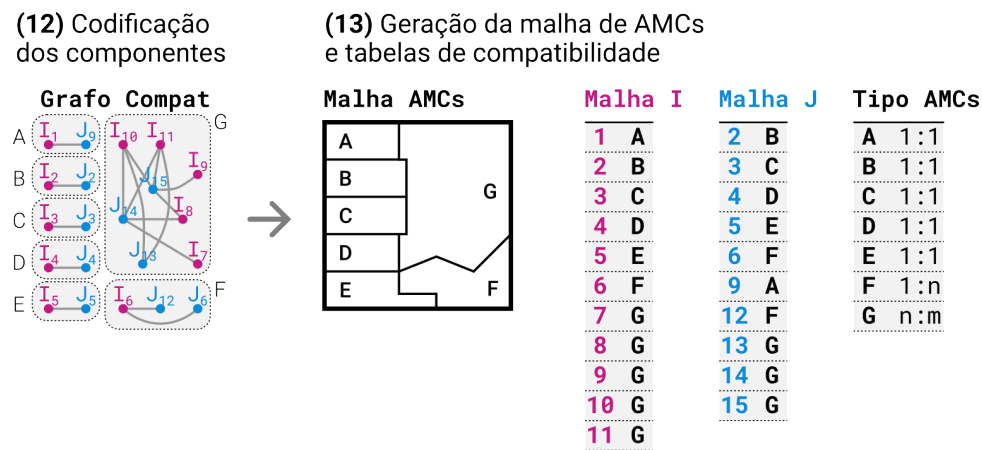 (12) Codificação
dos componentes
Grafo Compat
A I1 J9
B I2 J2
C I3 J3
D I4 J4
E I5 J5
G
I10 I11
I9
J15
J14 I8
J13 I7
F
I6 J12 J6
(13) Geração da malha de AMCs
e tabelas de compatibilidade
Malha AMCs
A
B
G
C
D
E F
Malha I
1 A
2 B
3 C
4 D
5 E
6 F
7 G
8 G
9 G
10 G
11 G
Malha J
2 B
3 C
4 D
5 E
6 F
9 A
12 F
13 G
14 G
15 G
Tipo AMCs
A 1:1
B 1:1
C 1:1
D 1:1
E 1:1
F 1:n
G n:m